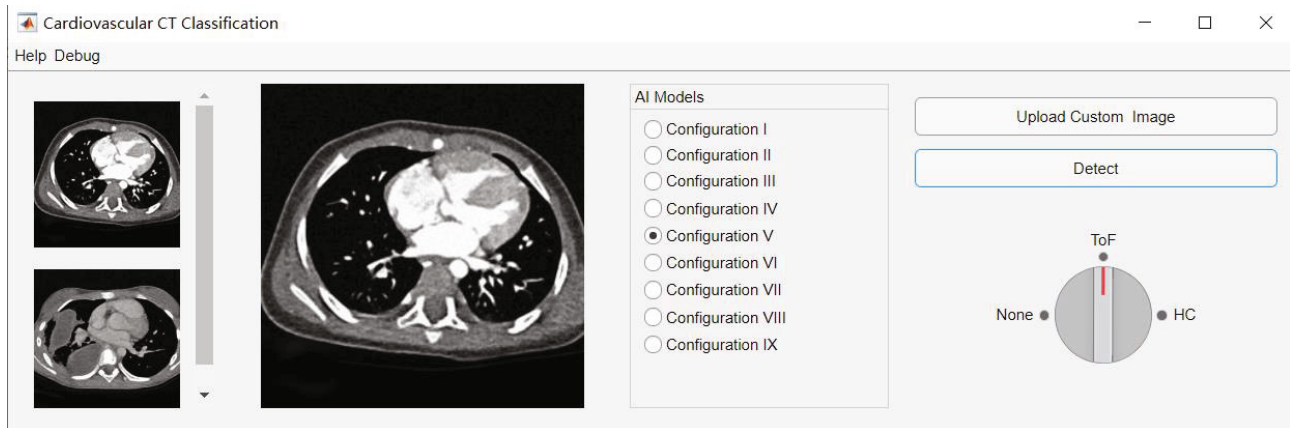 Cardiovascular CT Classification
Help Debug
AI Models
Configuration I
Configuration II
Configuration III
Configuration IV
Configuration V
Configuration VI
Configuration VII
Configuration VIII
Configuration IX
Upload Custom Image
Detect
ToF
None
HC